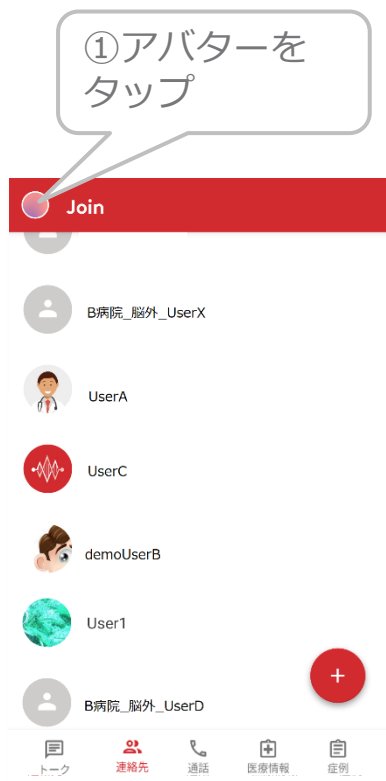 ①アバターを
タップ
Join
B病院_脳外_UserX
UserA
UserC
demoUserB
User1
B病院_脳外_UserD
トーク 連絡先 通話 医療情報 症例